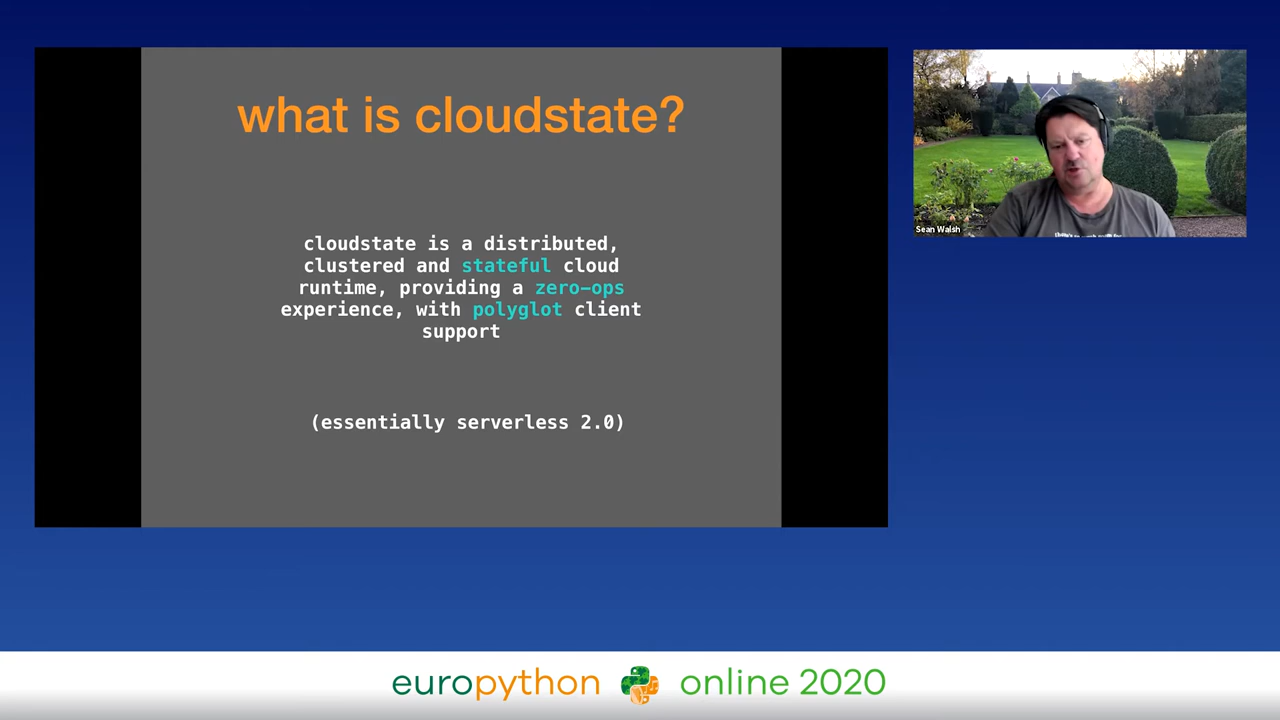 what is cloudstate?
cloudstate is a distributed,
clustered and stateful cloud
runtime, providing a zero-ops
experience, with polyglot client
support
(essentially serverless 2.0)
Sean Walsh
europython online 2020